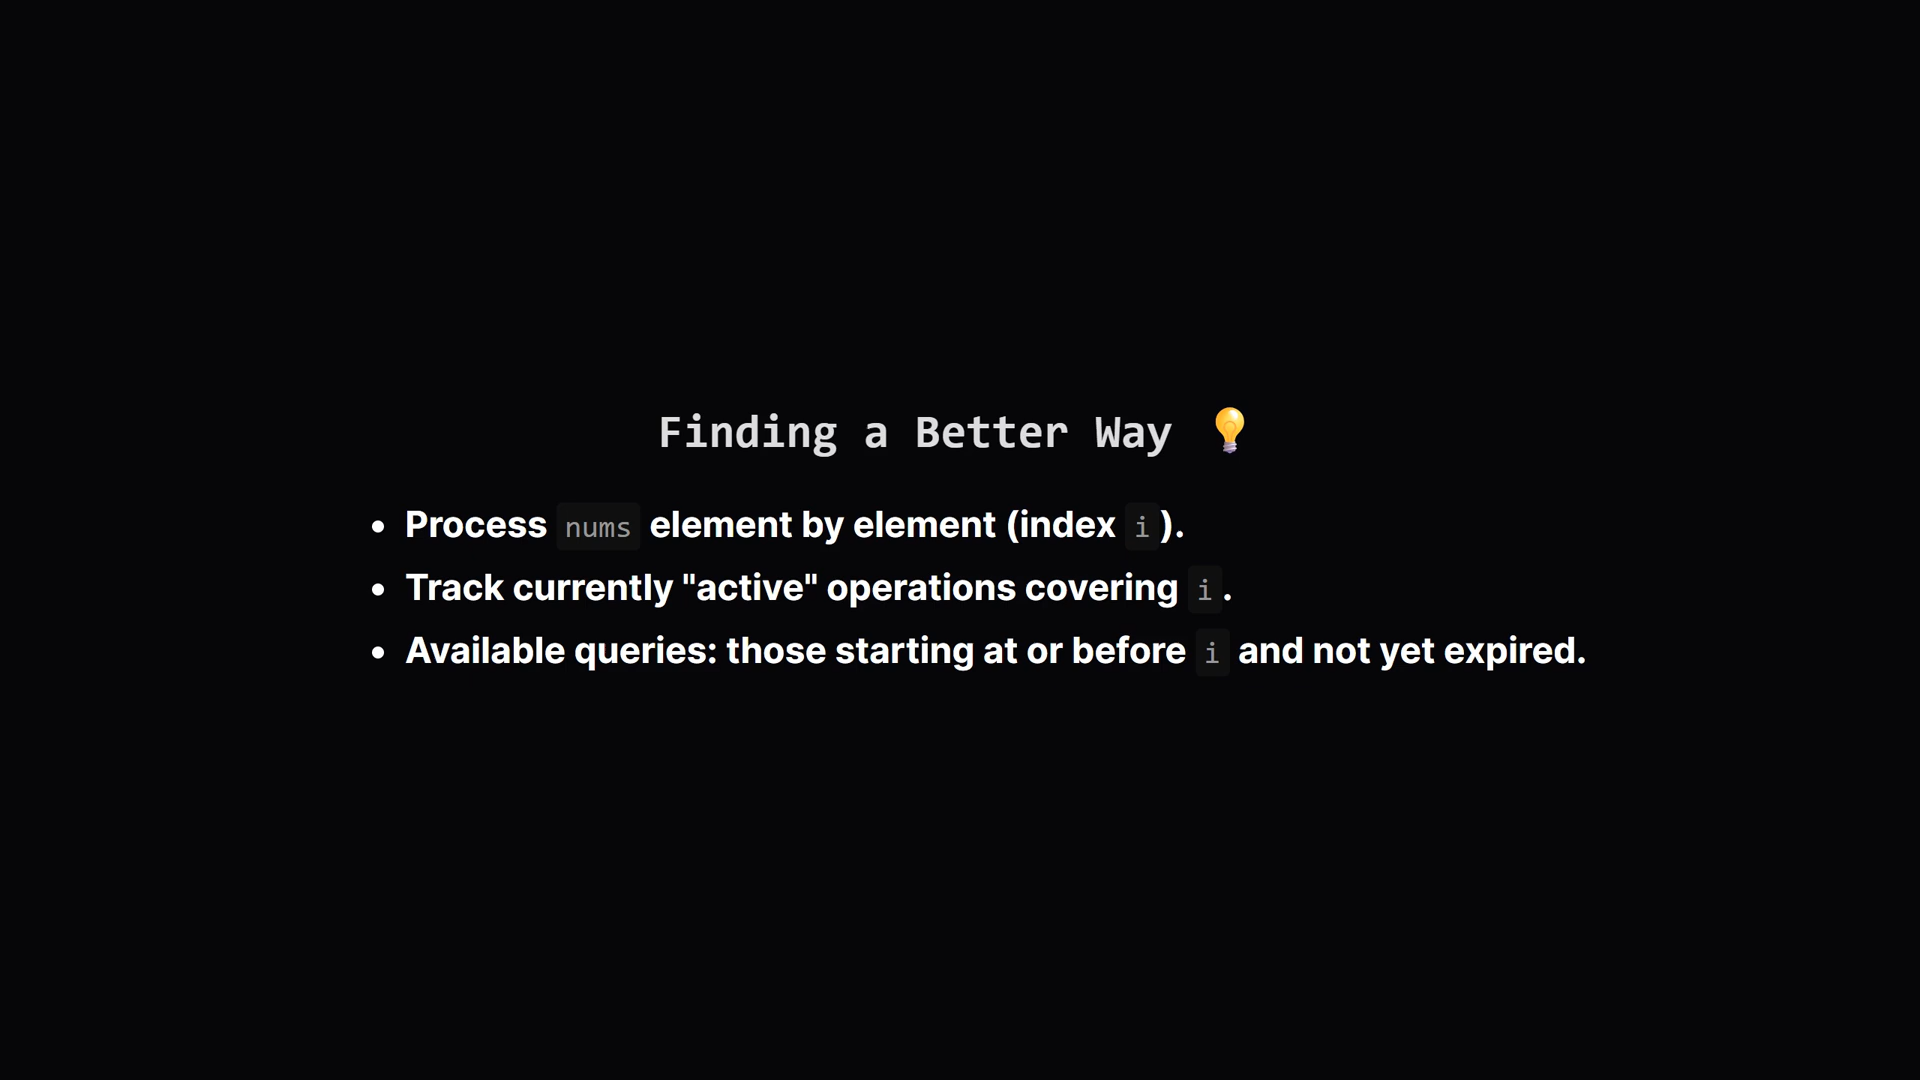 Finding a Better Way 💡
• Process nums element by element (index i).
• Track currently "active" operations covering i.
• Available queries: those starting at or before i and not yet expired.